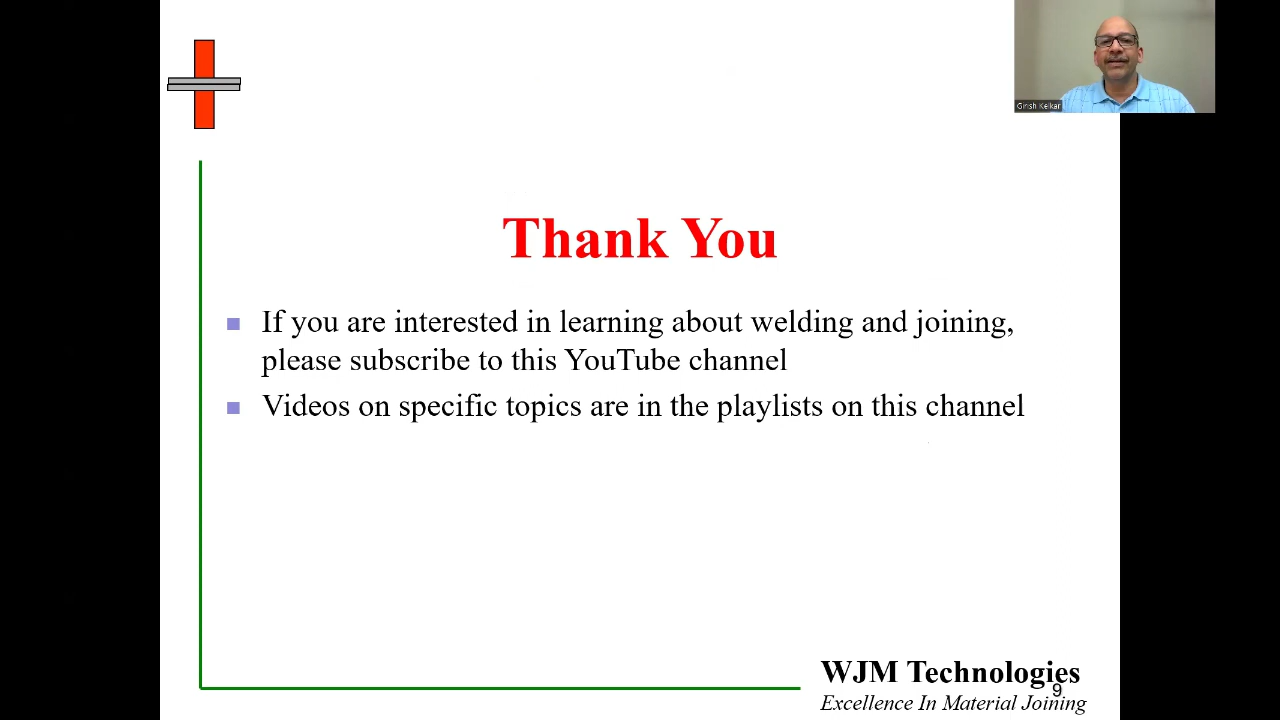 Girish Kelkar
Thank You
If you are interested in learning about welding and joining,
please subscribe to this YouTube channel
Videos on specific topics are in the playlists on this channel
WJM Technologies
9
Excellence In Material Joining